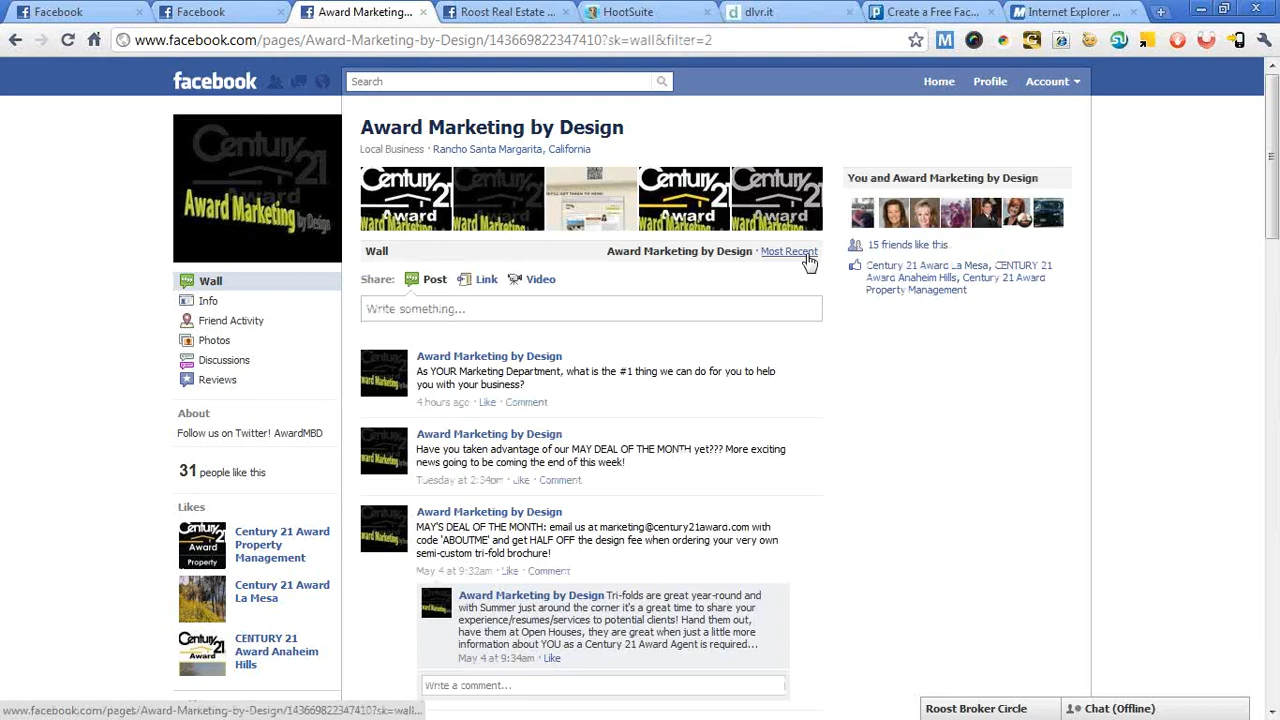 Facebook
Facebook
Award Marketing...
Roost Real Estate ...
HootSuite
dlvr.it
Create a Free Fac...
Internet Explorer ...
www.facebook.com/pages/Award-Marketing-by-Design/143669822347410?sk=wall&filter=2
facebook
Search
Home
Profile
Account
Century 21
Award Marketing by Design
Award Marketing by Design
Local Business · Rancho Santa Margarita, California
Century 21 Award
Wall
Award Marketing by Design · Most Recent
Share:
Post
Link
Video
Write something...
Wall
Info
Friend Activity
Photos
Discussions
Reviews
About
Follow us on Twitter! AwardMBD
31 people like this
Likes
Century 21 Award
Property
Management
Century 21 Award
La Mesa
CENTURY 21
Award Anaheim
Hills
Award Marketing by Design
As YOUR Marketing Department, what is the #1 thing we can do for you to help
you with your business?
4 hours ago · Like · Comment
Award Marketing by Design
Have you taken advantage of our MAY DEAL OF THE MONTH yet??? More exciting
news going to be coming the end of this week!
Tuesday at 2:34pm · Like · Comment
Award Marketing by Design
MAY'S DEAL OF THE MONTH: email us at marketing@century21award.com with
code 'ABOUTME' and get HALF OFF the design fee when ordering your very own
semi-custom tri-fold brochure!
May 4 at 9:32am · Like · Comment
Award Marketing by Design Tri-folds are great year-round and
with Summer just around the corner it's a great time to share your
experience/resumes/services to potential clients! Hand them out,
have them at Open Houses, they are great when just a little more
information about YOU as a Century 21 Award Agent is required...
May 4 at 9:34am · Like
Write a comment...
You and Award Marketing by Design
15 friends like this.
Century 21 Award La Mesa, CENTURY 21
Award Anaheim Hills, Century 21 Award
Property Management
www.facebook.com/pages/Award-Marketing-by-Design/143669822347410?sk=wall...
Roost Broker Circle
Chat (Offline)